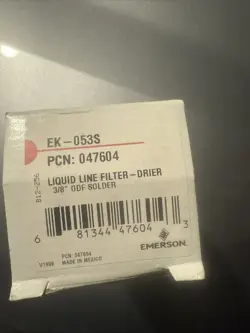 EK-053S
PCN: 047604
LIQUID LINE FILTER-DRIER
3/8" ODF SOLDER
6 81344 47604 3
EMERSON
PCN: 047604
MADE IN MEXICO